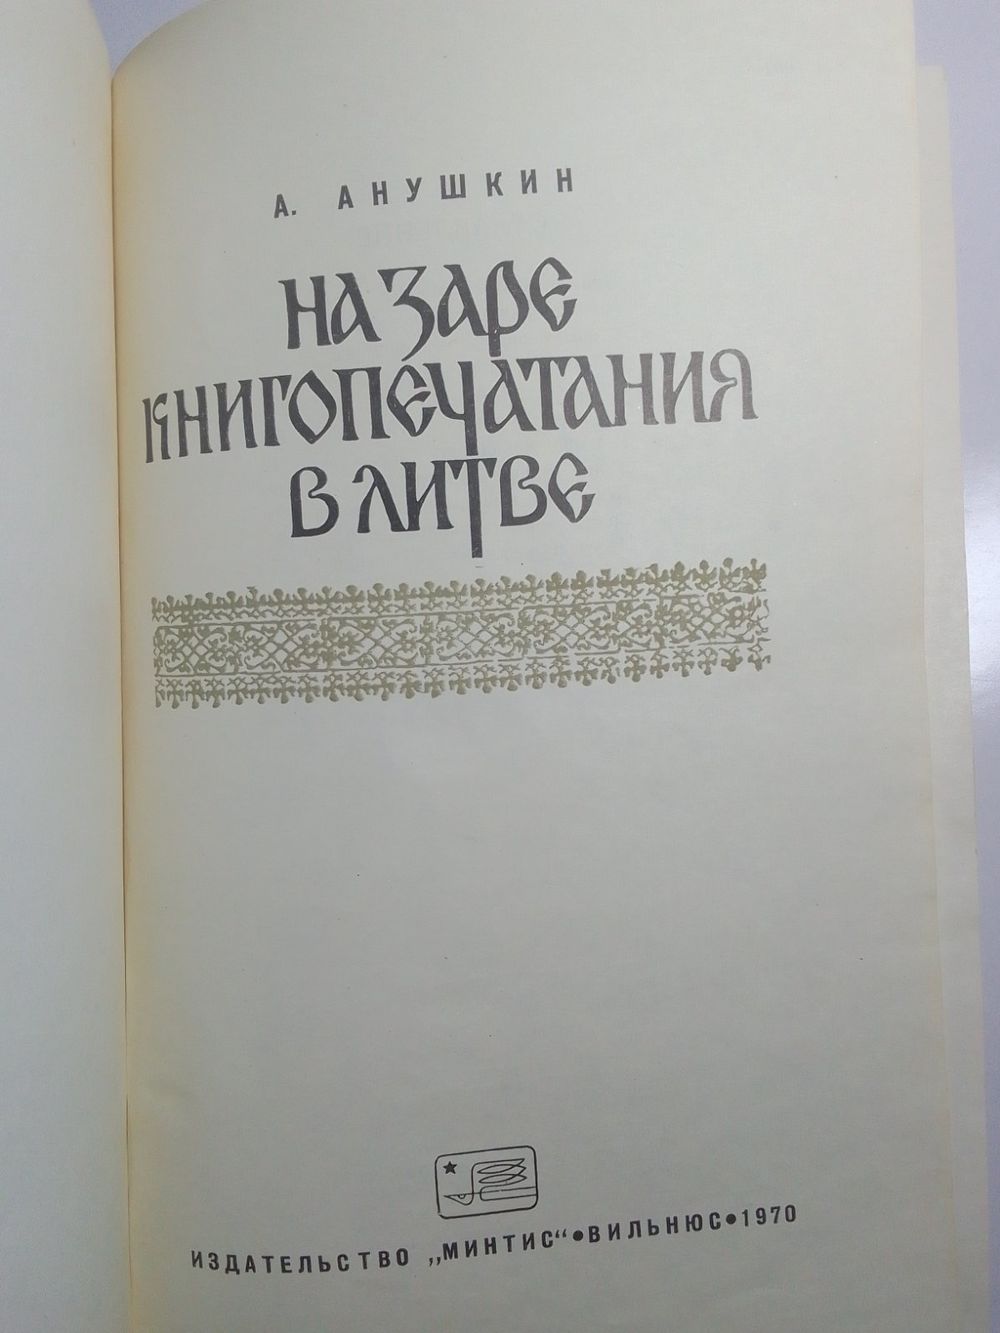 А. АНУШКИН
НА ЗАРЕ
КНИГОПЕЧАТАНИЯ
В ЛИТВЕ
ИЗДАТЕЛЬСТВО „МИНТИС“•ВИЛЬНЮС•1970